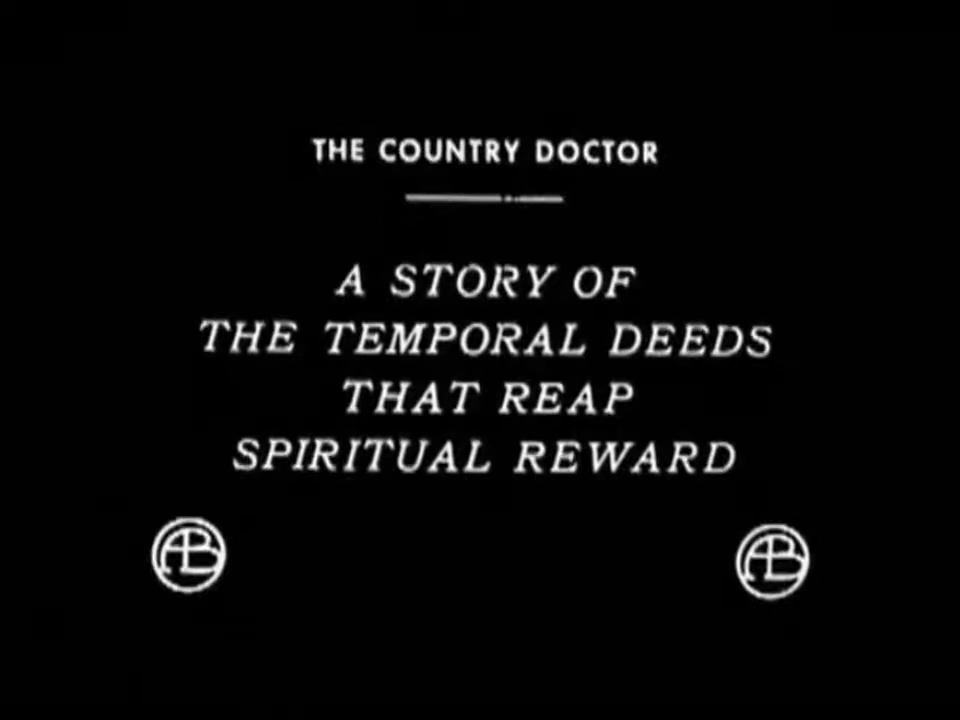 THE COUNTRY DOCTOR
A STORY OF
THE TEMPORAL DEEDS
THAT REAP
SPIRITUAL REWARD
AB AB